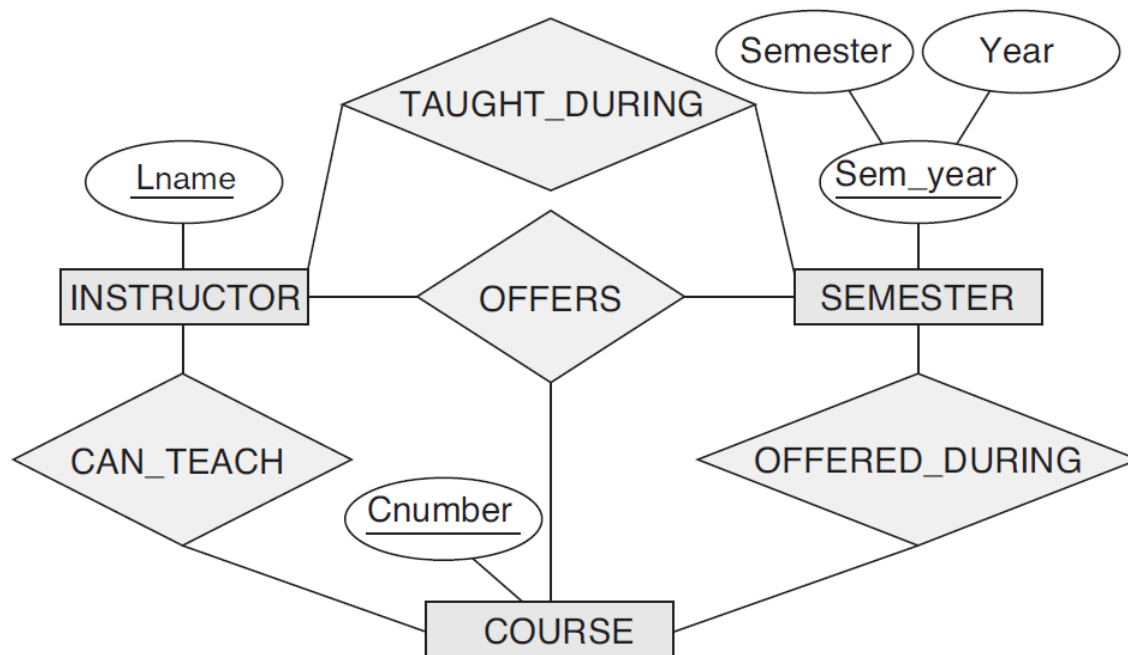 Semester
Year
TAUGHT_DURING
Lname
Sem_year
INSTRUCTOR
OFFERS
SEMESTER
CAN_TEACH
OFFERED_DURING
Cnumber
COURSE